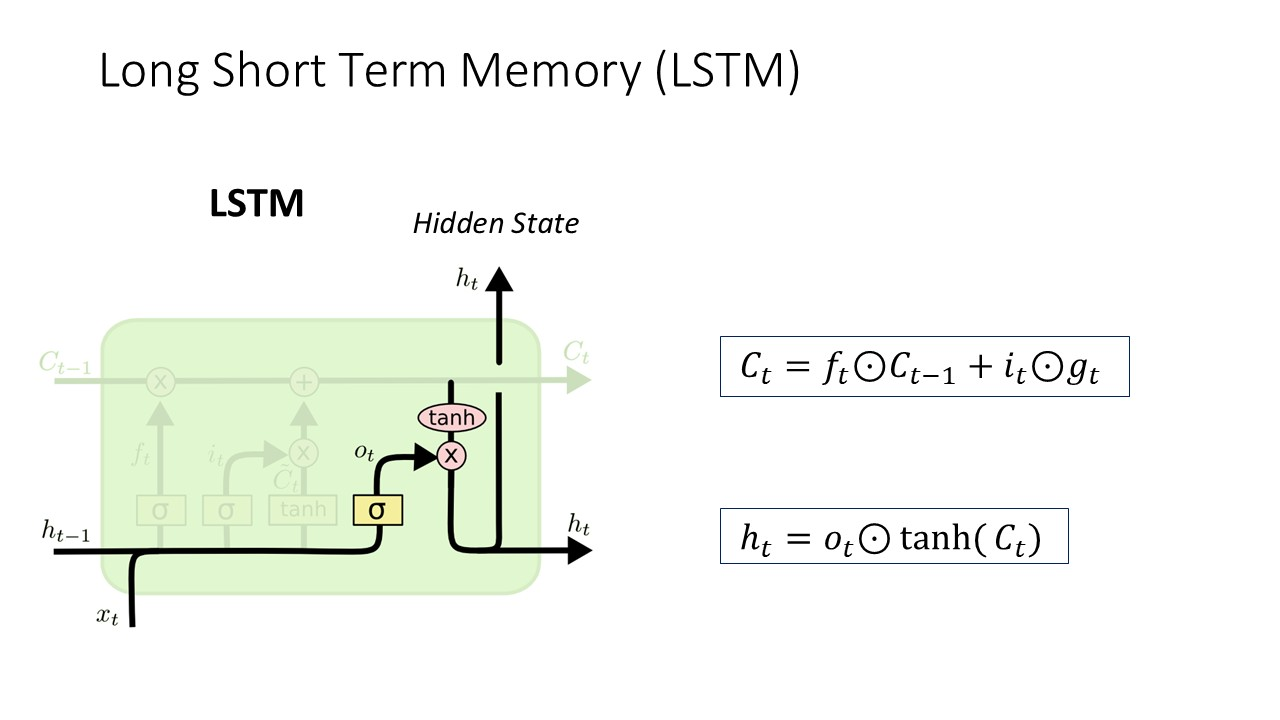 Long Short Term Memory (LSTM)
LSTM
Hidden State
h_t
C_{t-1}
C_t
x
+
tanh
f_t
i_t
x
o_t
x
C̃_t
σ
σ
tanh
σ
h_{t-1}
h_t
x_t
C_t = f_t⊙C_{t-1} + i_t⊙g_t
h_t = o_t⊙ tanh( C_t)